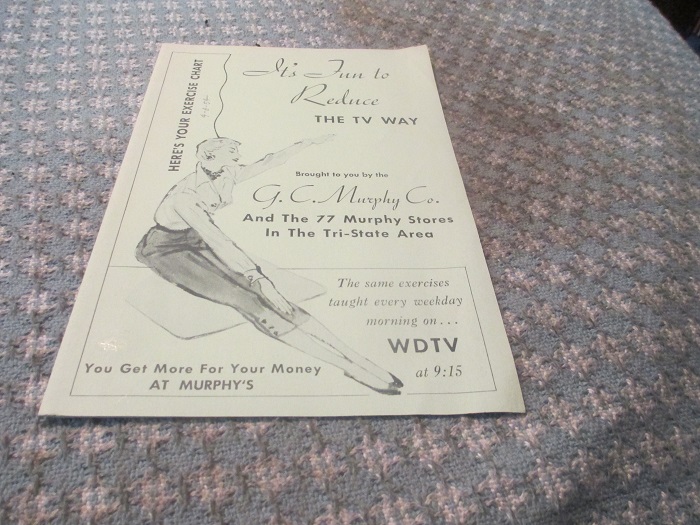 It's Fun to
Reduce
THE TV WAY
HERE'S YOUR EXERCISE CHART
Brought to you by the
G. C. Murphy Co.
And The 77 Murphy Stores
In The Tri-State Area
The same exercises
taught every weekday
morning on...
WDTV
at 9:15
You Get More For Your Money
AT MURPHY'S